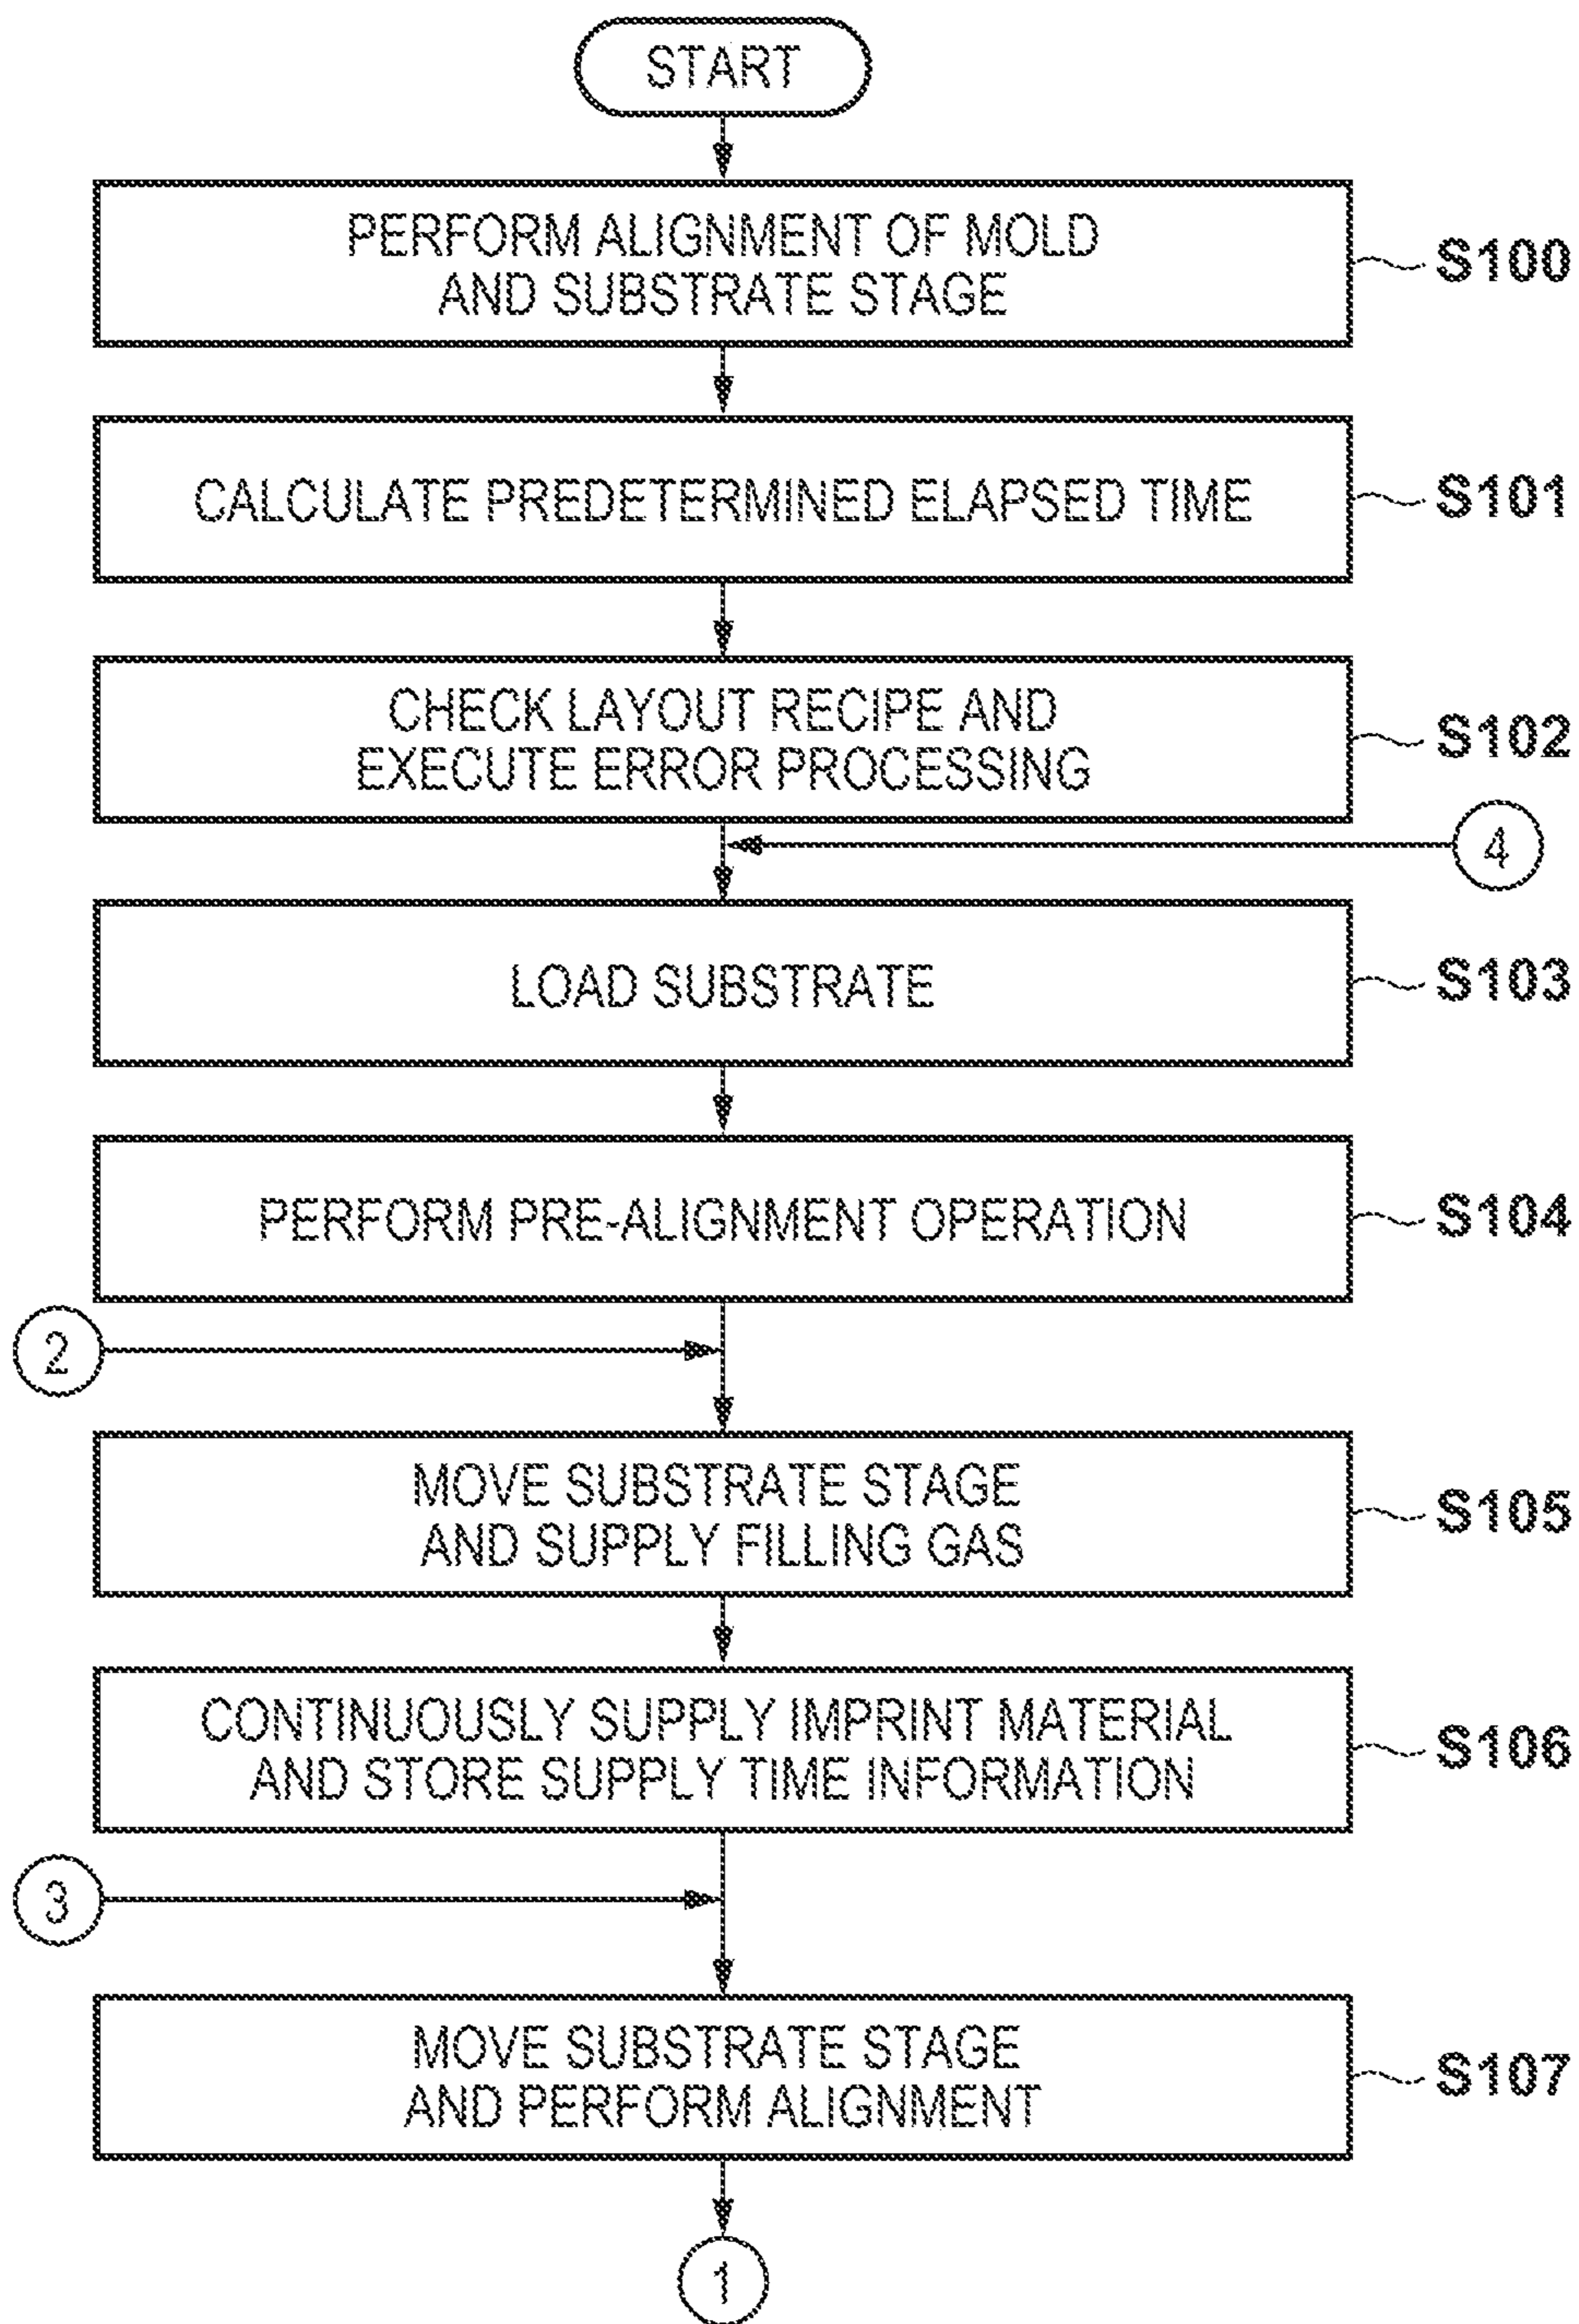 START
PERFORM ALIGNMENT OF MOLD
AND SUBSTRATE STAGE
S100
CALCULATE PREDETERMINED ELAPSED TIME
S101
CHECK LAYOUT RECIPE AND
EXECUTE ERROR PROCESSING
S102
4
LOAD SUBSTRATE
S103
PERFORM PRE-ALIGNMENT OPERATION
S104
2
MOVE SUBSTRATE STAGE
AND SUPPLY FILLING GAS
S105
CONTINUOUSLY SUPPLY IMPRINT MATERIAL
AND STORE SUPPLY TIME INFORMATION
S106
3
MOVE SUBSTRATE STAGE
AND PERFORM ALIGNMENT
S107
1